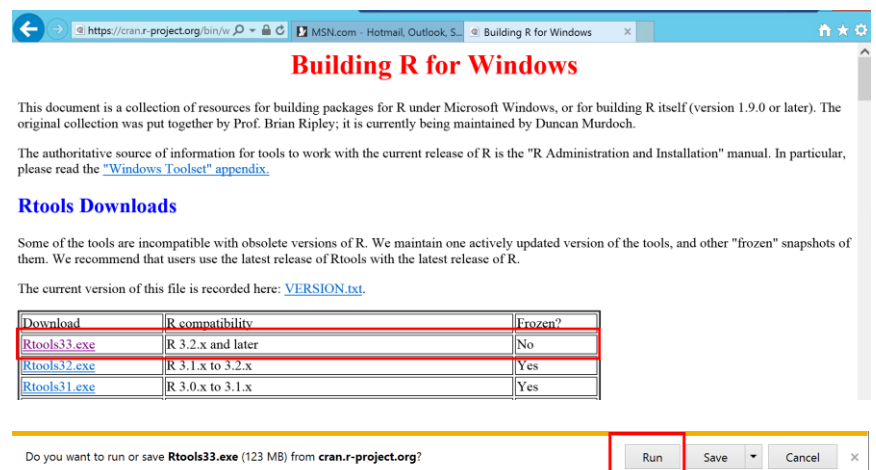 https://cran.r-project.org/bin/w
MSN.com - Hotmail, Outlook, S...
Building R for Windows
Building R for Windows
This document is a collection of resources for building packages for R under Microsoft Windows, or for building R itself (version 1.9.0 or later). The
original collection was put together by Prof. Brian Ripley; it is currently being maintained by Duncan Murdoch.
The authoritative source of information for tools to work with the current release of R is the "R Administration and Installation" manual. In particular,
please read the "Windows Toolset" appendix.
Rtools Downloads
Some of the tools are incompatible with obsolete versions of R. We maintain one actively updated version of the tools, and other "frozen" snapshots of
them. We recommend that users use the latest release of Rtools with the latest release of R.
The current version of this file is recorded here: VERSION.txt.
Download R compatibility Frozen?
Rtools33.exe R 3.2.x and later No
Rtools32.exe R 3.1.x to 3.2.x Yes
Rtools31.exe R 3.0.x to 3.1.x Yes
Do you want to run or save Rtools33.exe (123 MB) from cran.r-project.org? Run Save Cancel